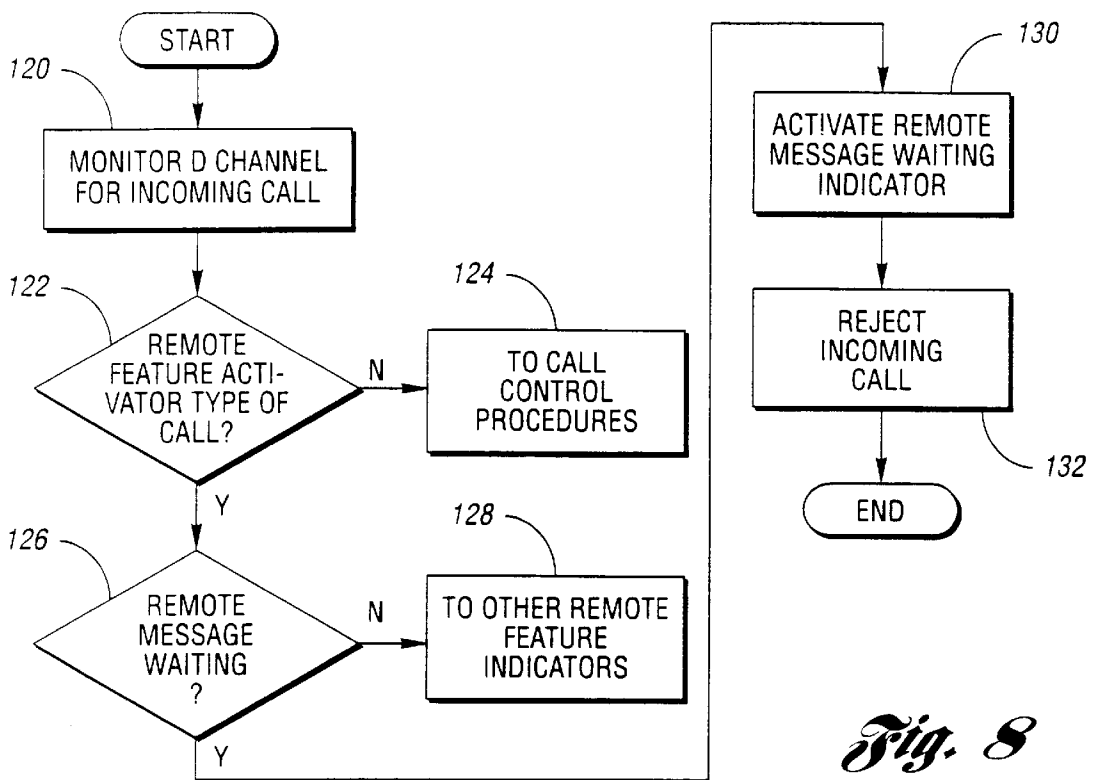 START
120
MONITOR D CHANNEL
FOR INCOMING CALL
122
REMOTE
FEATURE ACTI-
VATOR TYPE OF
CALL?
N
124
TO CALL
CONTROL
PROCEDURES
Y
126
REMOTE
MESSAGE
WAITING
?
N
128
TO OTHER REMOTE
FEATURE
INDICATORS
Y
130
ACTIVATE REMOTE
MESSAGE WAITING
INDICATOR
REJECT
INCOMING
CALL
132
END
Fig. 8